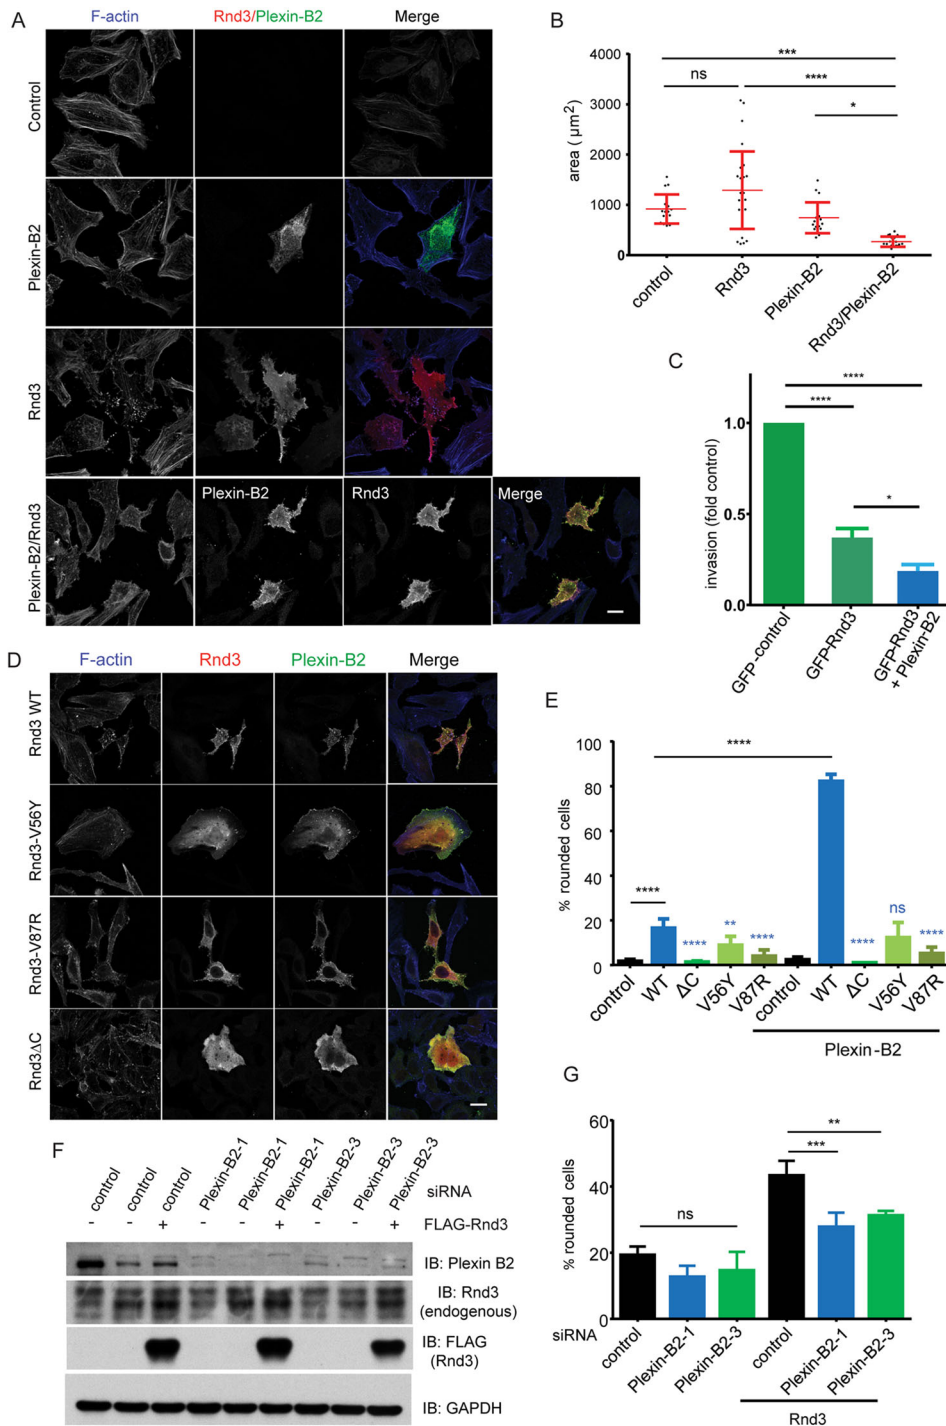 A
F-actin Rnd3/Plexin-B2 Merge
Control
Plexin-B2
Rnd3
Plexin-B2/Rnd3
Plexin-B2 Rnd3 Merge
B
area (µm²)
4000
3000
2000
1000
0
ns
***
****
*
control Rnd3 Plexin-B2 Rnd3/Plexin-B2
C
invasion (fold control)
1.0
0.5
0.0
****
****
*
GFP-control GFP-Rnd3 GFP-Rnd3
+ Plexin-B2
D
F-actin Rnd3 Plexin-B2 Merge
Rnd3 WT
Rnd3-V56Y
Rnd3-V87R
Rnd3ΔC
E
% rounded cells
100
80
60
40
20
0
****
****
**** ** **** **** ns ****
control WT ΔC V56Y V87R control WT ΔC V56Y V87R
Plexin-B2
F
control control control Plexin-B2-1 Plexin-B2-1 Plexin-B2-1 Plexin-B2-3 Plexin-B2-3 Plexin-B2-3
siRNA
- - + - - + - - + FLAG-Rnd3
IB: Plexin B2
IB: Rnd3
(endogenous)
IB: FLAG
(Rnd3)
IB: GAPDH
G
% rounded cells
60
40
20
0
ns
**
***
siRNA
control Plexin-B2-1 Plexin-B2-3 control Plexin-B2-1 Plexin-B2-3
Rnd3